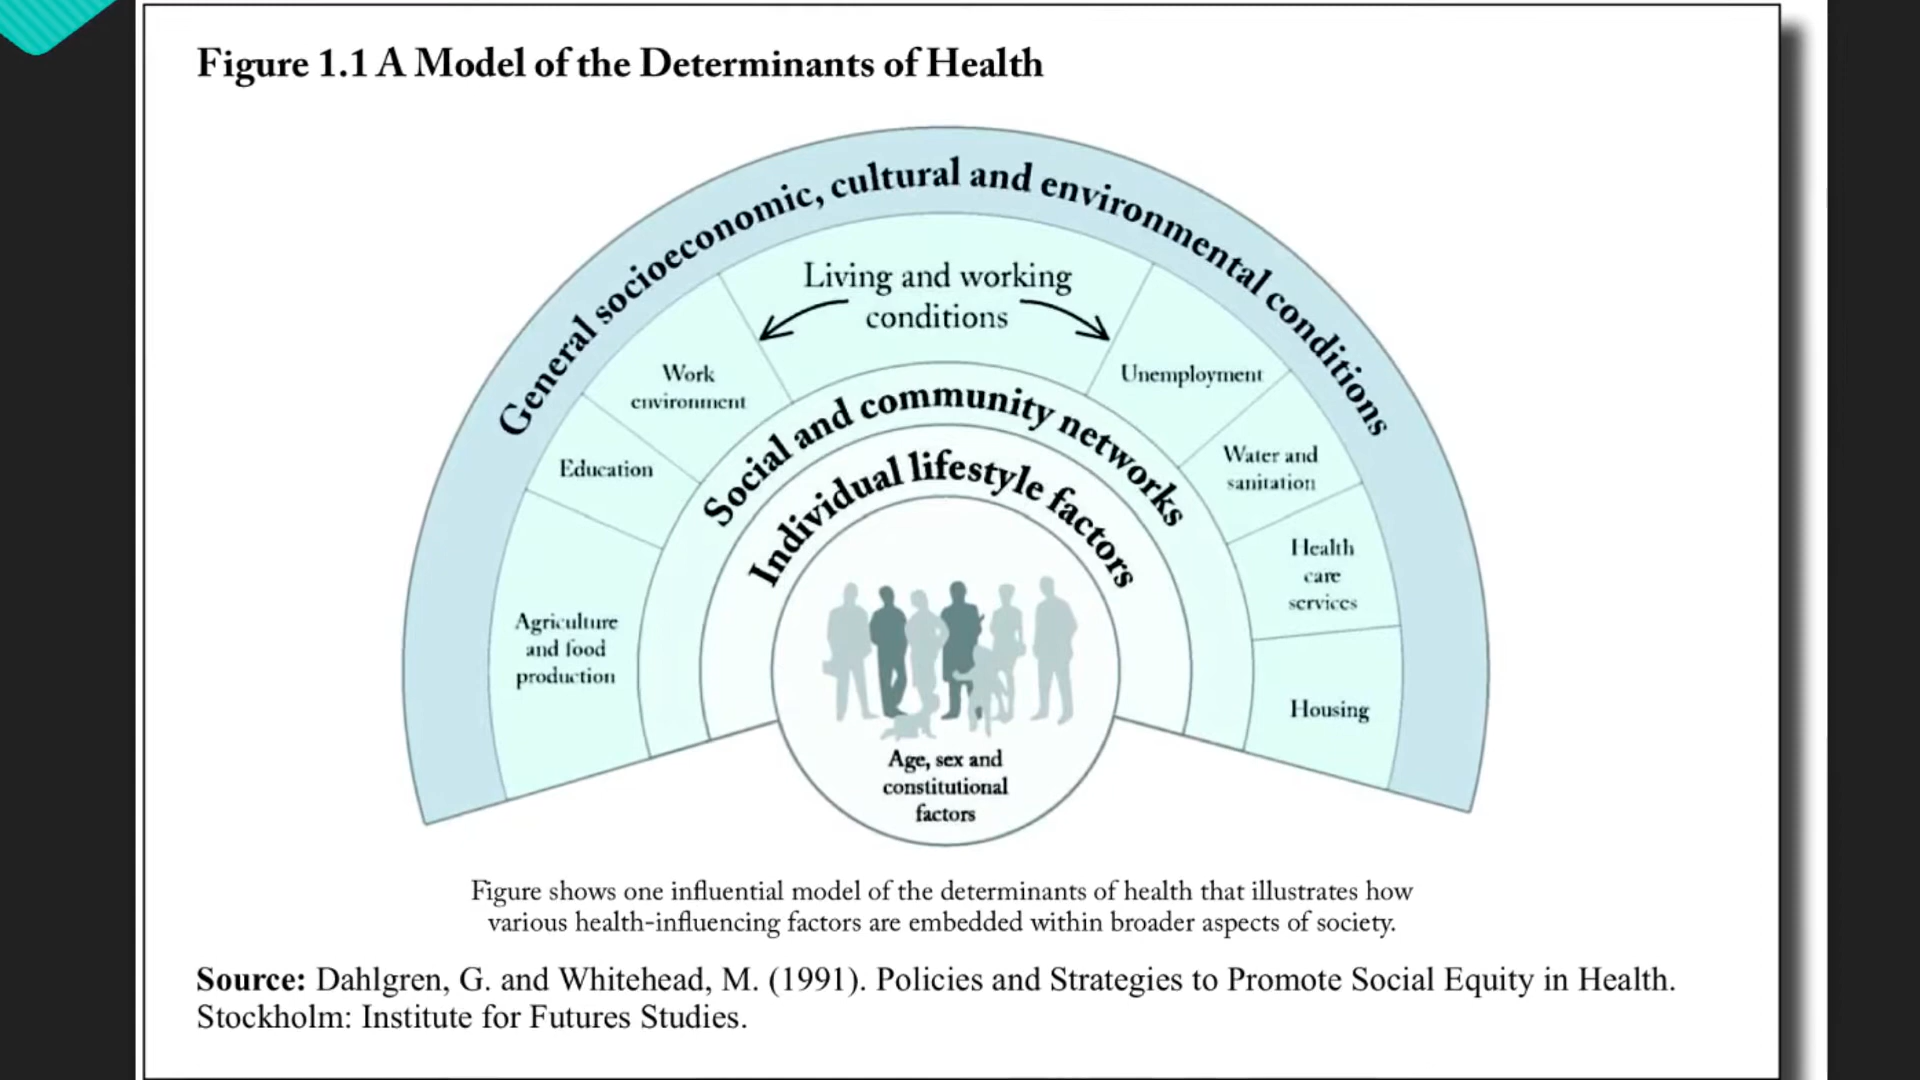 Figure 1.1 A Model of the Determinants of Health
General socioeconomic, cultural and environmental conditions
Living and working
conditions
Work
environment
Unemployment
Education
Water and
sanitation
Agriculture
and food
production
Health
care
services
Housing
Social and community networks
Individual lifestyle factors
Age, sex and
constitutional
factors
Figure shows one influential model of the determinants of health that illustrates how
various health-influencing factors are embedded within broader aspects of society.
Source: Dahlgren, G. and Whitehead, M. (1991). Policies and Strategies to Promote Social Equity in Health.
Stockholm: Institute for Futures Studies.